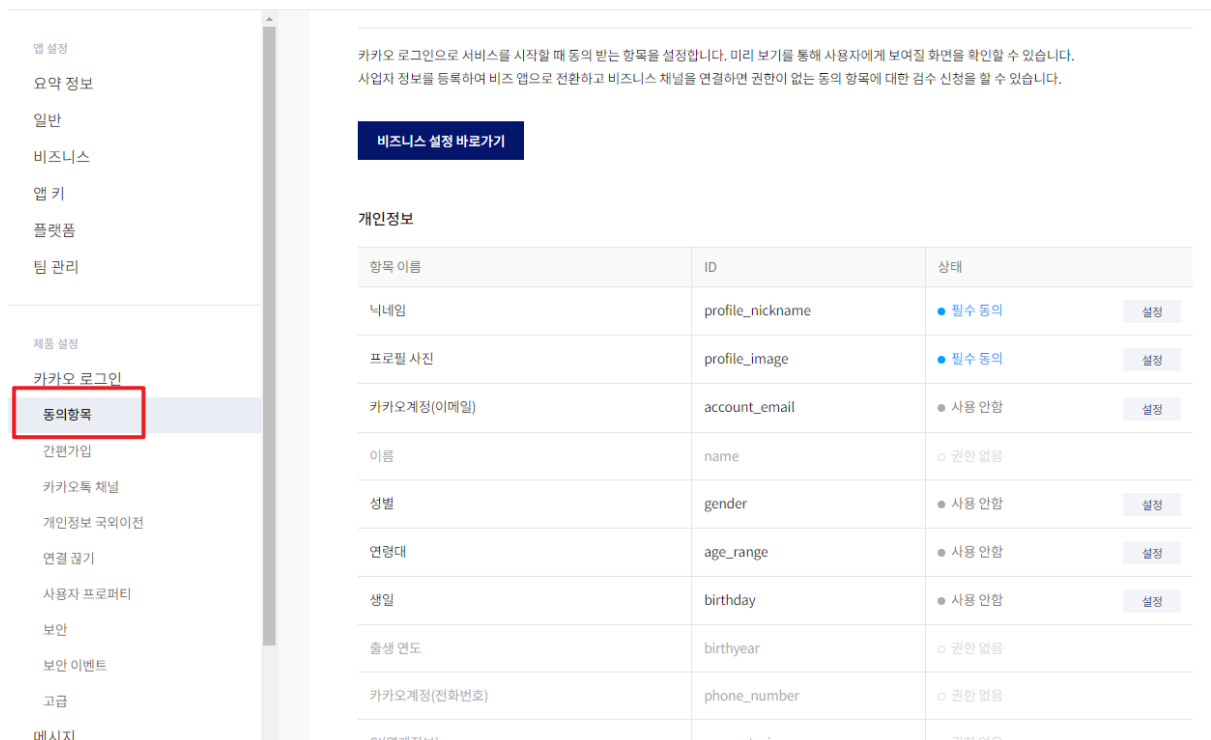 앱 설정
요약 정보
일반
비즈니스
앱 키
플랫폼
팀 관리
제품 설정
카카오 로그인
동의항목
간편가입
카카오톡 채널
개인정보 국외이전
연결 끊기
사용자 프로퍼티
보안
보안 이벤트
고급
메시지
카카오 로그인으로 서비스를 시작할 때 동의 받는 항목을 설정합니다. 미리 보기를 통해 사용자에게 보여질 화면을 확인할 수 있습니다.
사업자 정보를 등록하여 비즈 앱으로 전환하고 비즈니스 채널을 연결하면 권한이 없는 동의 항목에 대한 검수 신청을 할 수 있습니다.
비즈니스 설정 바로가기
개인정보
항목 이름 ID 상태
닉네임 profile_nickname 필수 동의 설정
프로필 사진 profile_image 필수 동의 설정
카카오계정(이메일) account_email 사용 안함 설정
이름 name 권한 없음
성별 gender 사용 안함 설정
연령대 age_range 사용 안함 설정
생일 birthday 사용 안함 설정
출생 연도 birthyear 권한 없음
카카오계정(전화번호) phone_number 권한 없음